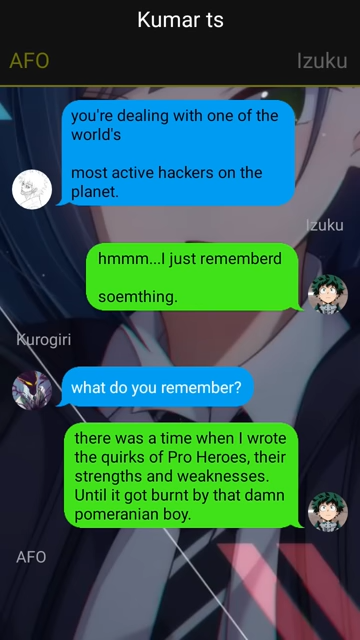 Kumar ts
AFO
Izuku
you're dealing with one of the
world's
most active hackers on the
planet.
Izuku
hmmm...I just rememberd
soemthing.
Kurogiri
what do you remember?
there was a time when I wrote
the quirks of Pro Heroes, their
strengths and weaknesses.
Until it got burnt by that damn
pomeranian boy.
AFO